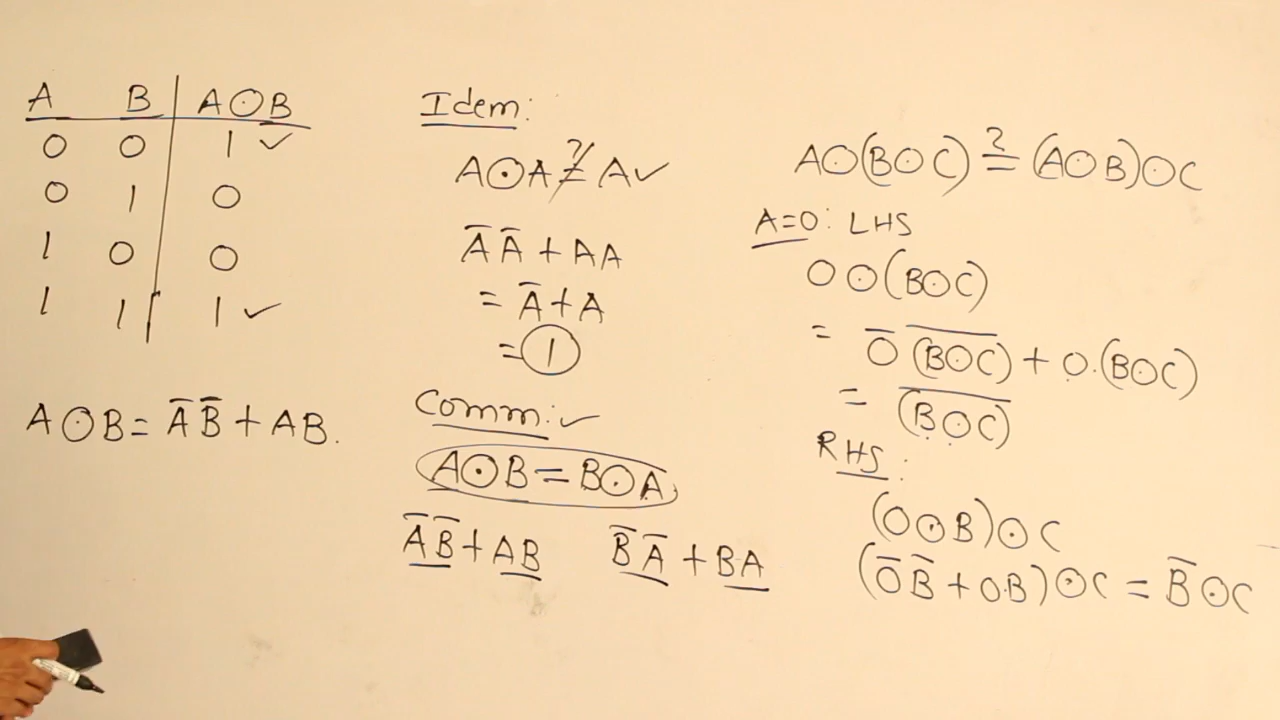 A B A⊙B
0 0 1 ✓
0 1 0
1 0 0
1 1 1 ✓
A⊙B = A̅ B̅ + AB.
Idem:
A⊙A ≠? A ✓
A̅ A̅ + AA
= A̅ + A
= 1
Comm: ✓
A⊙B = B⊙A
A̅ B̅ + AB B̅ A̅ + BA
A⊙(B⊙C) ?= (A⊙B)⊙C
A=0: LHS
0⊙(B⊙C)
= 0̅ (B⊙C)̅ + 0.(B⊙C)
= (B⊙C)̅
RHS:
(0⊙B)⊙C
(0̅ B̅ + 0.B)⊙C = B̅⊙C